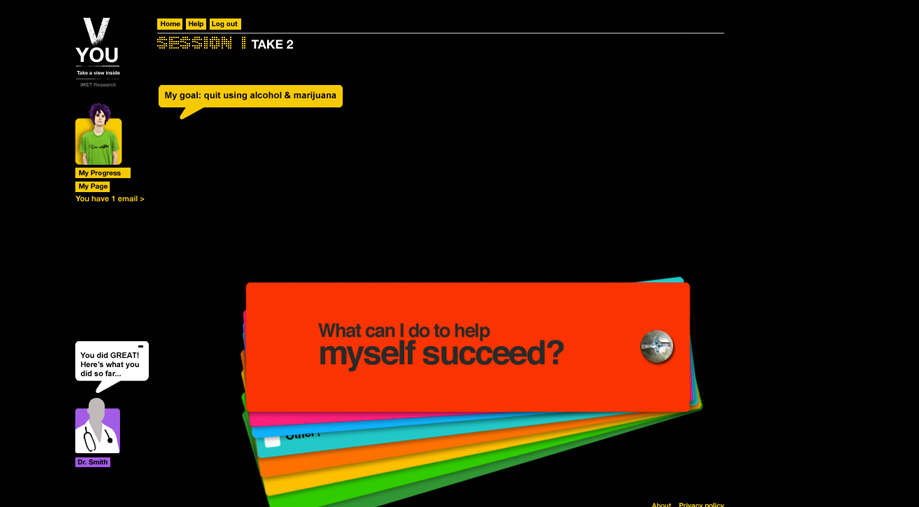 Home Help Log out
V
YOU
Take a view inside
iMET Research
SESSION 1 TAKE 2
My goal: quit using alcohol & marijuana
My Progress
My Page
You have 1 email >
What can I do to help
myself succeed?
You did GREAT!
Here's what you
did so far...
Other?
Dr. Smith
About Privacy policy